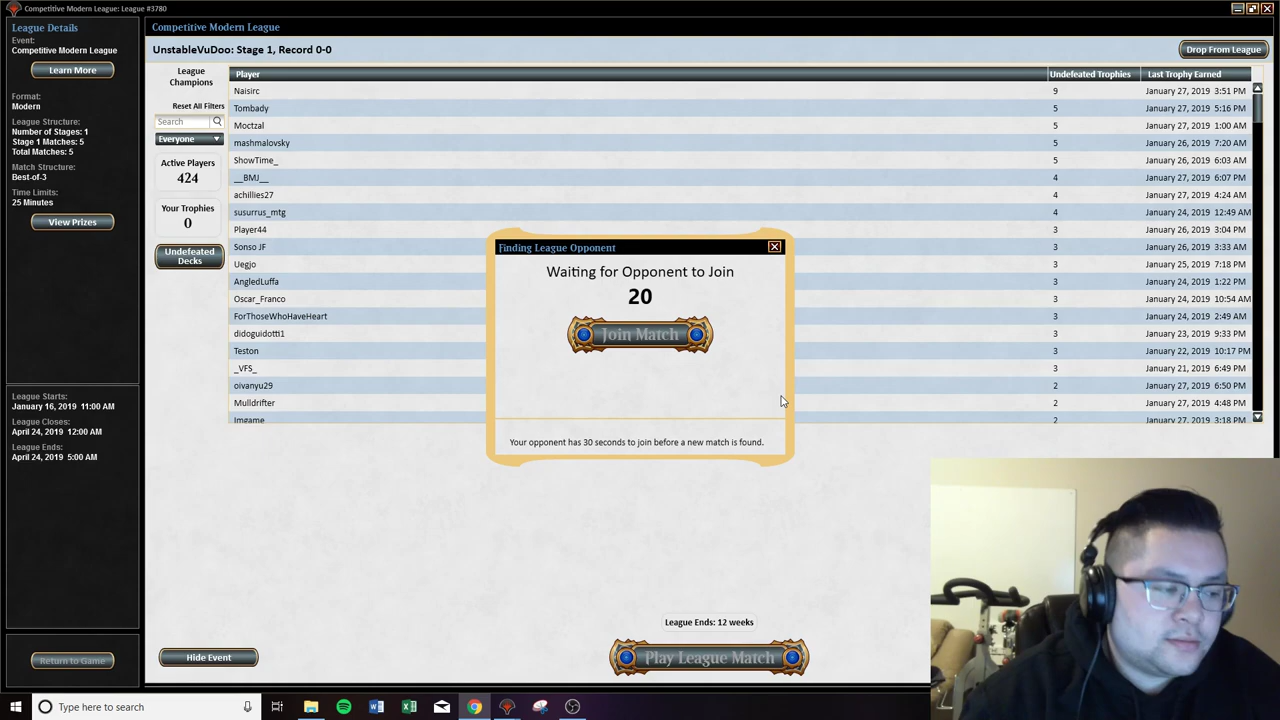 Competitive Modern League: League #3780
League Details
Event:
Competitive Modern League
Learn More
Format:
Modern
League Structure:
Number of Stages: 1
Stage 1 Matches: 5
Total Matches: 5
Match Structure:
Best-of-3
Time Limits:
25 Minutes
View Prizes
League Starts:
January 16, 2019 11:00 AM
League Closes:
April 24, 2019 12:00 AM
League Ends:
April 24, 2019 5:00 AM
Return to Game
Competitive Modern League
UnstableVuDoo: Stage 1, Record 0-0
Drop From League
League
Champions
Reset All Filters
Search
Everyone
Active Players
424
Your Trophies
0
Undefeated
Decks
Player Undefeated Trophies Last Trophy Earned
Naisirc 9 January 27, 2019 3:51 PM
Tombady 5 January 27, 2019 5:16 PM
Moctzal 5 January 27, 2019 1:00 AM
mashmalovsky 5 January 26, 2019 7:20 AM
ShowTime_ 5 January 26, 2019 6:03 AM
__BMJ__ 4 January 27, 2019 6:07 PM
achillies27 4 January 27, 2019 4:24 AM
susurrus_mtg 4 January 24, 2019 12:49 AM
Player44 3 January 26, 2019 3:04 PM
Sonso JF 3 January 26, 2019 3:33 AM
Uegjo 3 January 25, 2019 7:18 PM
AngledLuffa 3 January 24, 2019 1:22 PM
Oscar_Franco 3 January 24, 2019 10:54 AM
ForThoseWhoHaveHeart 3 January 24, 2019 2:49 AM
didoguidotti1 3 January 23, 2019 9:33 PM
Teston 3 January 22, 2019 10:17 PM
_VFS_ 3 January 21, 2019 6:49 PM
oivanyu29 2 January 27, 2019 6:50 PM
Mulldrifter 2 January 27, 2019 4:48 PM
Imgame 2 January 27, 2019 3:18 PM
Finding League Opponent
Waiting for Opponent to Join
20
Join Match
Your opponent has 30 seconds to join before a new match is found.
League Ends: 12 weeks
Hide Event
Play League Match
Type here to search